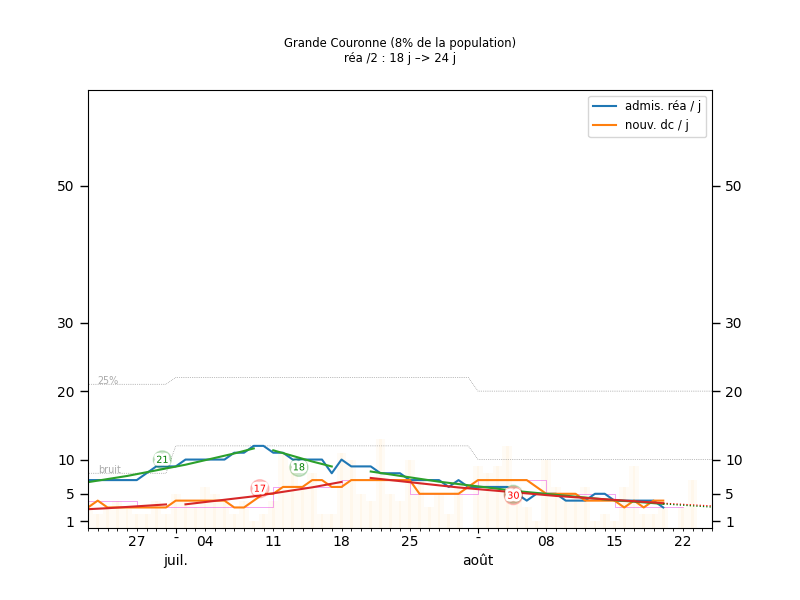 Grande Couronne (8% de la population)
réa /2 : 18 j –> 24 j
admis. réa / j
nouv. dc / j
50 50
30 30
25%
20 20
bruit
10 10
5 5
1 1
21
18
17
30
27 - 04 11 18 25 - 08 15 22
juil. août